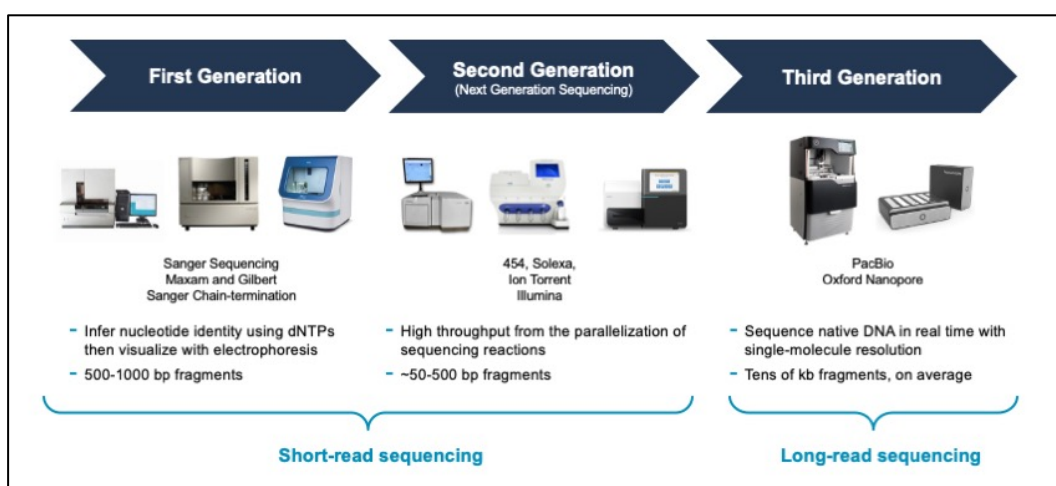 First Generation
Second Generation
(Next Generation Sequencing)
Third Generation
Sanger Sequencing
Maxam and Gilbert
Sanger Chain-termination
454, Solexa,
Ion Torrent
Illumina
PacBio
Oxford Nanopore
- Infer nucleotide identity using dNTPs
then visualize with electrophoresis
- 500-1000 bp fragments
- High throughput from the parallelization of
sequencing reactions
- ~50-500 bp fragments
- Sequence native DNA in real time with
single-molecule resolution
- Tens of kb fragments, on average
Short-read sequencing
Long-read sequencing